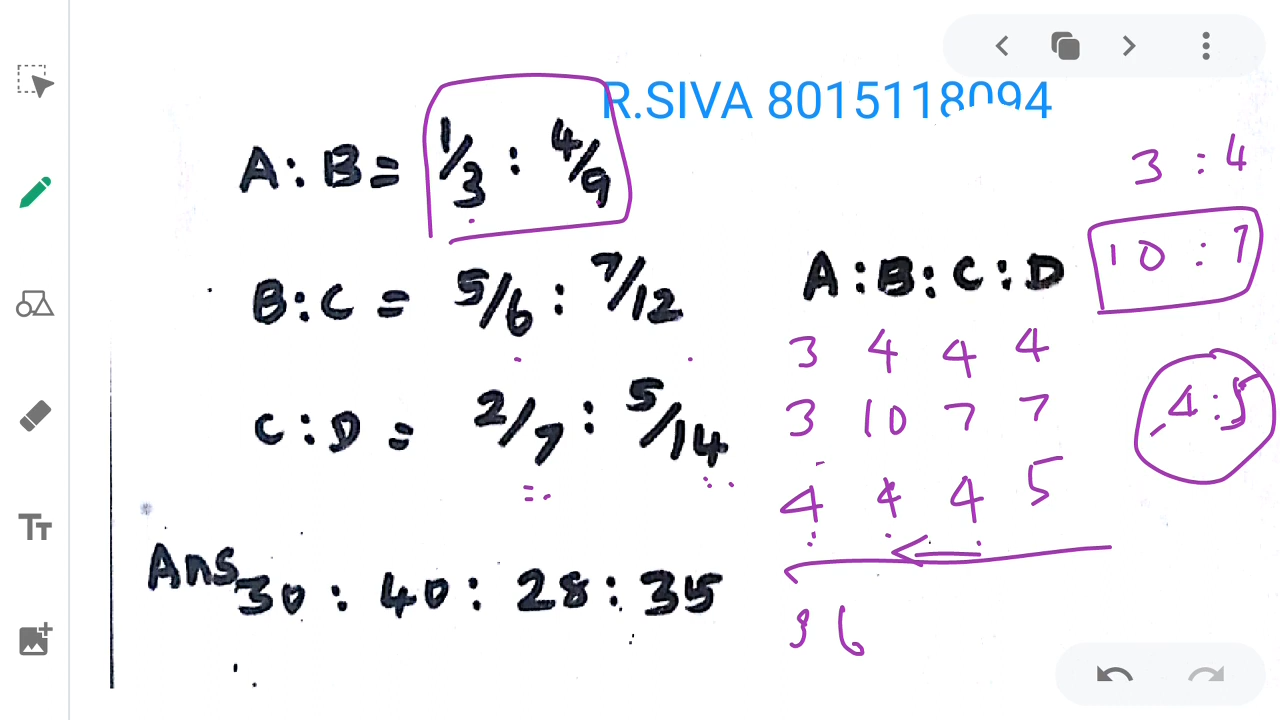 R.SIVA 8015118094
A:B= 1/3 : 4/9
3 : 4
B:C = 5/6 : 7/12
A:B:C:D
10 : 7
3 4 4 4
C:D = 2/7 : 5/14
3 10 7 7
4:5
4 4 4 5
Ans 30 : 40 : 28 : 35
36
TT